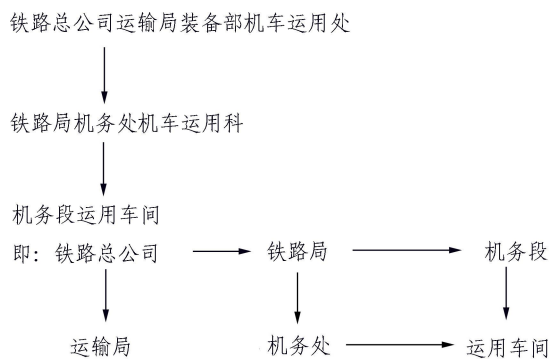 铁路总公司运输局装备部机车运用处
铁路局机务处机车运用科
机务段运用车间
即：铁路总公司 铁路局 机务段
运输局 机务处 运用车间